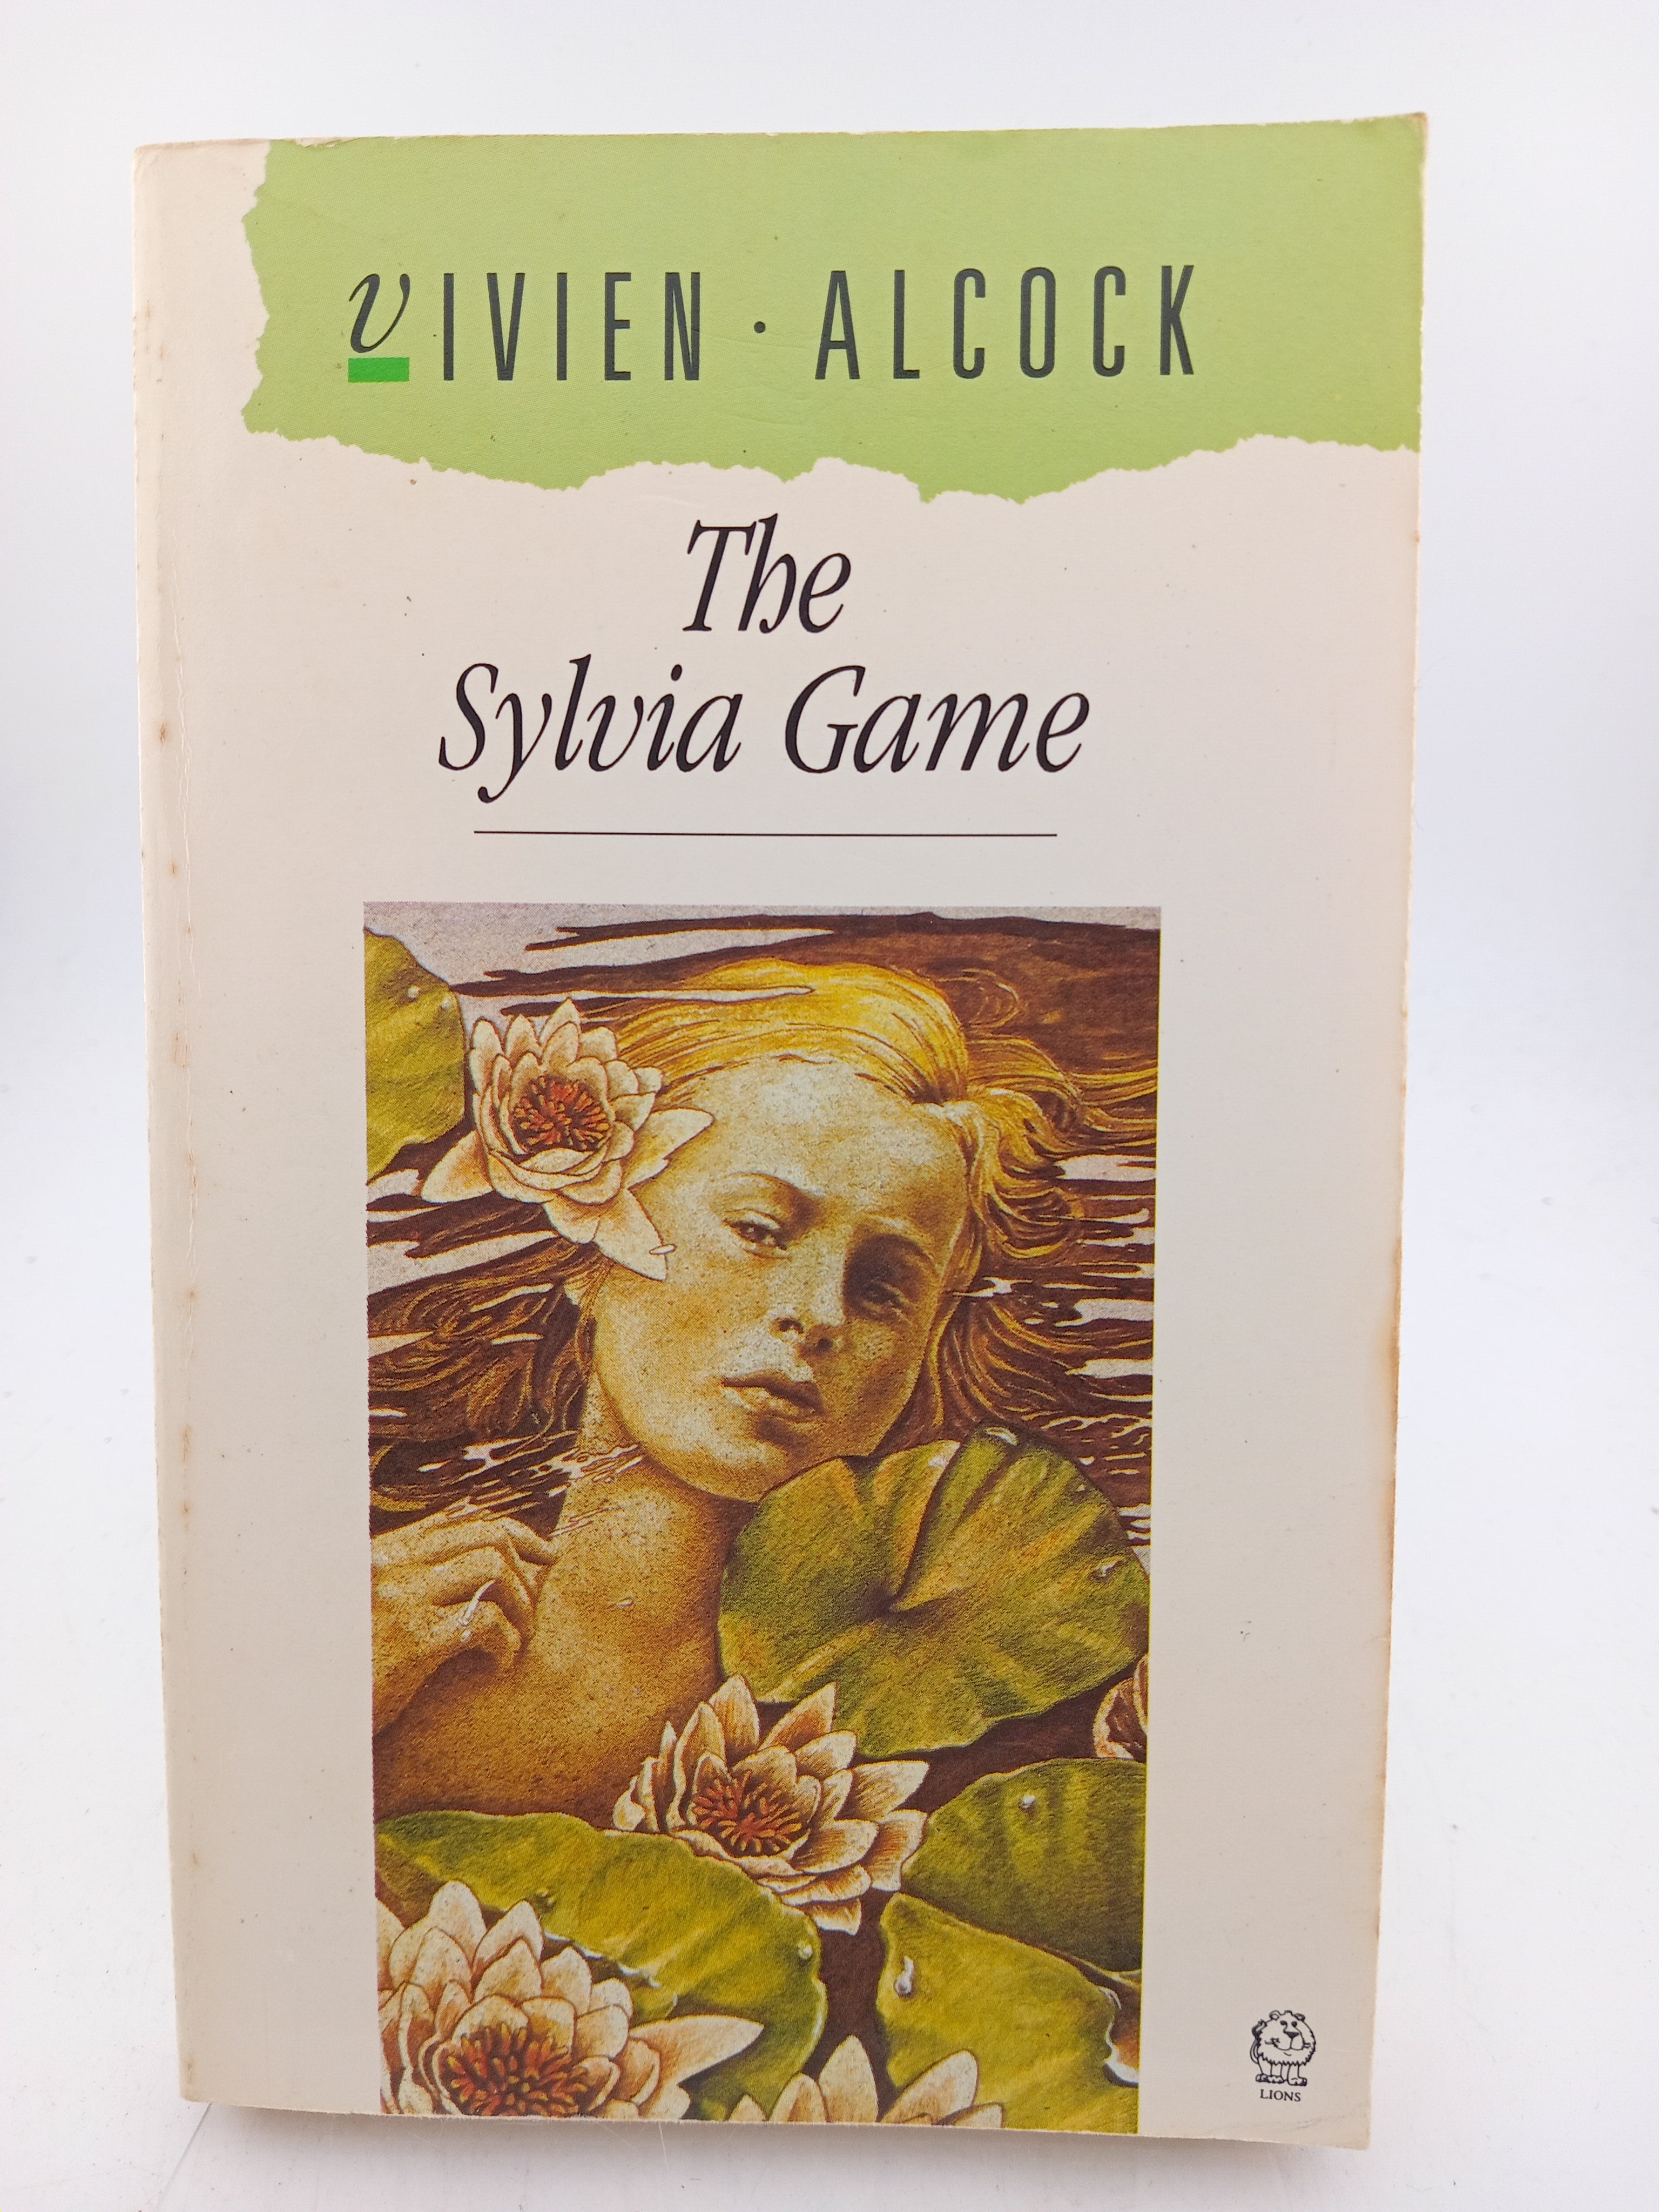 VIVIEN · ALCOCK
The
Sylvia Game
LIONS